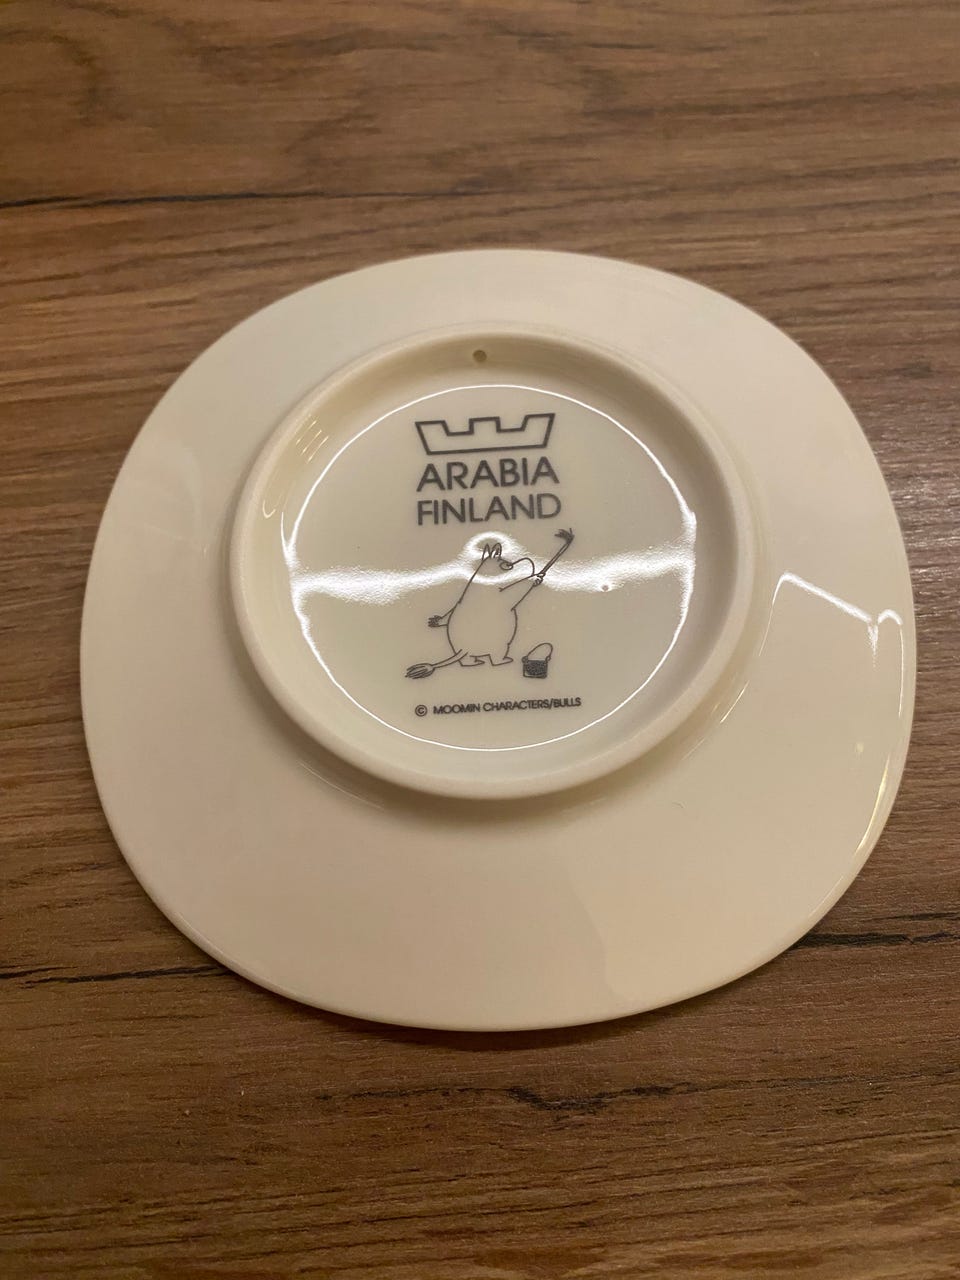 ARABIA
FINLAND
© MOOMIN CHARACTERS/BULLS